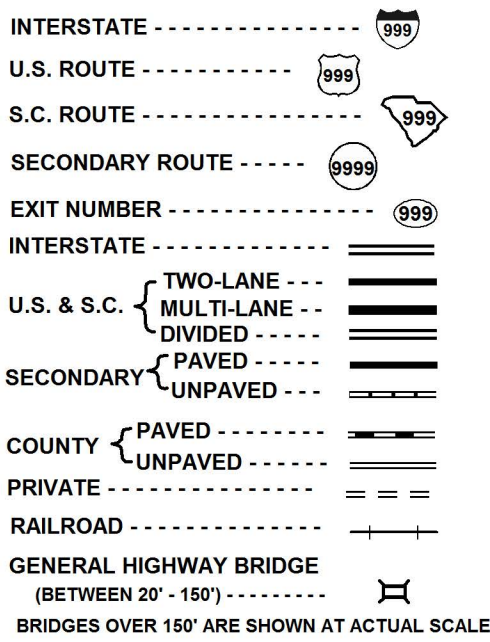 INTERSTATE - - - - - - - - - - - - - - 999
U.S. ROUTE - - - - - - - - - - - 999
S.C. ROUTE - - - - - - - - - - - - - - - 999
SECONDARY ROUTE - - - - - 9999
EXIT NUMBER - - - - - - - - - - - - - - - 999
INTERSTATE - - - - - - - - - - - - -
U.S. & S.C.
TWO-LANE - - -
MULTI-LANE - -
DIVIDED - - - -
SECONDARY
PAVED - - - - -
UNPAVED - - -
COUNTY
PAVED - - - - - - - -
UNPAVED - - - - - -
PRIVATE - - - - - - - - - - - - - - -
RAILROAD - - - - - - - - - - - - - -
GENERAL HIGHWAY BRIDGE
(BETWEEN 20' - 150') - - - - - - - - -
BRIDGES OVER 150' ARE SHOWN AT ACTUAL SCALE